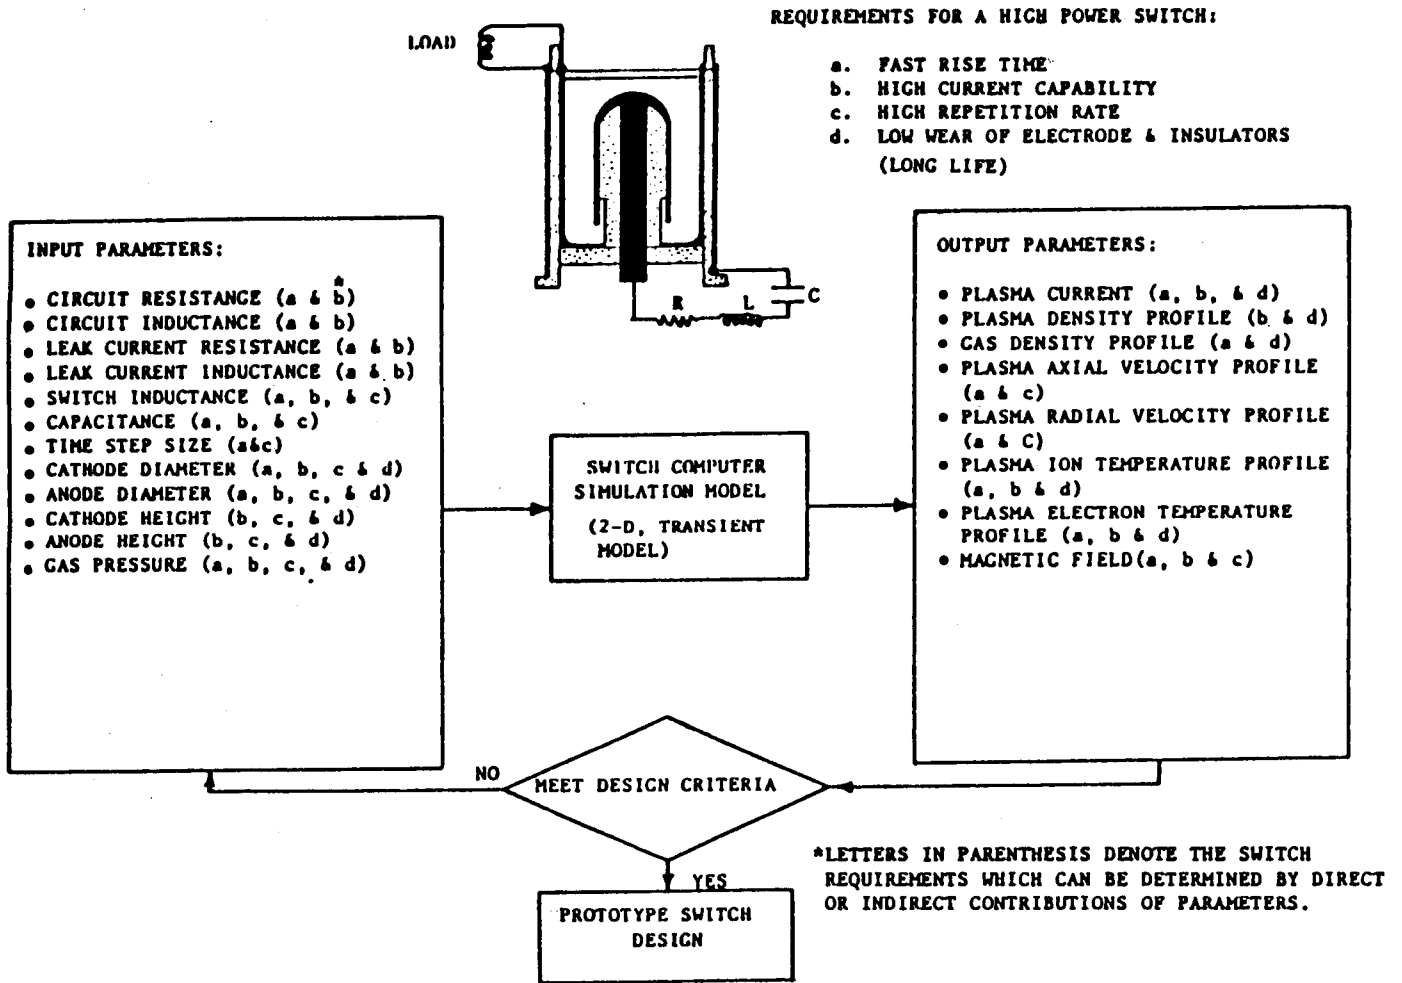 REQUIREMENTS FOR A HIGH POWER SWITCH:
a. FAST RISE TIME
b. HIGH CURRENT CAPABILITY
c. HIGH REPETITION RATE
d. LOW WEAR OF ELECTRODE & INSULATORS
(LONG LIFE)
LOAD
R
L
C
INPUT PARAMETERS:
• CIRCUIT RESISTANCE (a & b*)
• CIRCUIT INDUCTANCE (a & b)
• LEAK CURRENT RESISTANCE (a & b)
• LEAK CURRENT INDUCTANCE (a & b)
• SWITCH INDUCTANCE (a, b, & c)
• CAPACITANCE (a, b, & c)
• TIME STEP SIZE (a&c)
• CATHODE DIAMETER (a, b, c & d)
• ANODE DIAMETER (a, b, c, & d)
• CATHODE HEIGHT (b, c, & d)
• ANODE HEIGHT (b, c, & d)
• GAS PRESSURE (a, b, c, & d)
SWITCH COMPUTER
SIMULATION MODEL
(2-D, TRANSIENT
MODEL)
OUTPUT PARAMETERS:
• PLASMA CURRENT (a, b, & d)
• PLASMA DENSITY PROFILE (b & d)
• GAS DENSITY PROFILE (a & d)
• PLASMA AXIAL VELOCITY PROFILE
(a & c)
• PLASMA RADIAL VELOCITY PROFILE
(a & C)
• PLASMA ION TEMPERATURE PROFILE
(a, b & d)
• PLASMA ELECTRON TEMPERATURE
PROFILE (a, b & d)
• MAGNETIC FIELD(a, b & c)
NO
MEET DESIGN CRITERIA
YES
PROTOTYPE SWITCH
DESIGN
*LETTERS IN PARENTHESIS DENOTE THE SWITCH
REQUIREMENTS WHICH CAN BE DETERMINED BY DIRECT
OR INDIRECT CONTRIBUTIONS OF PARAMETERS.